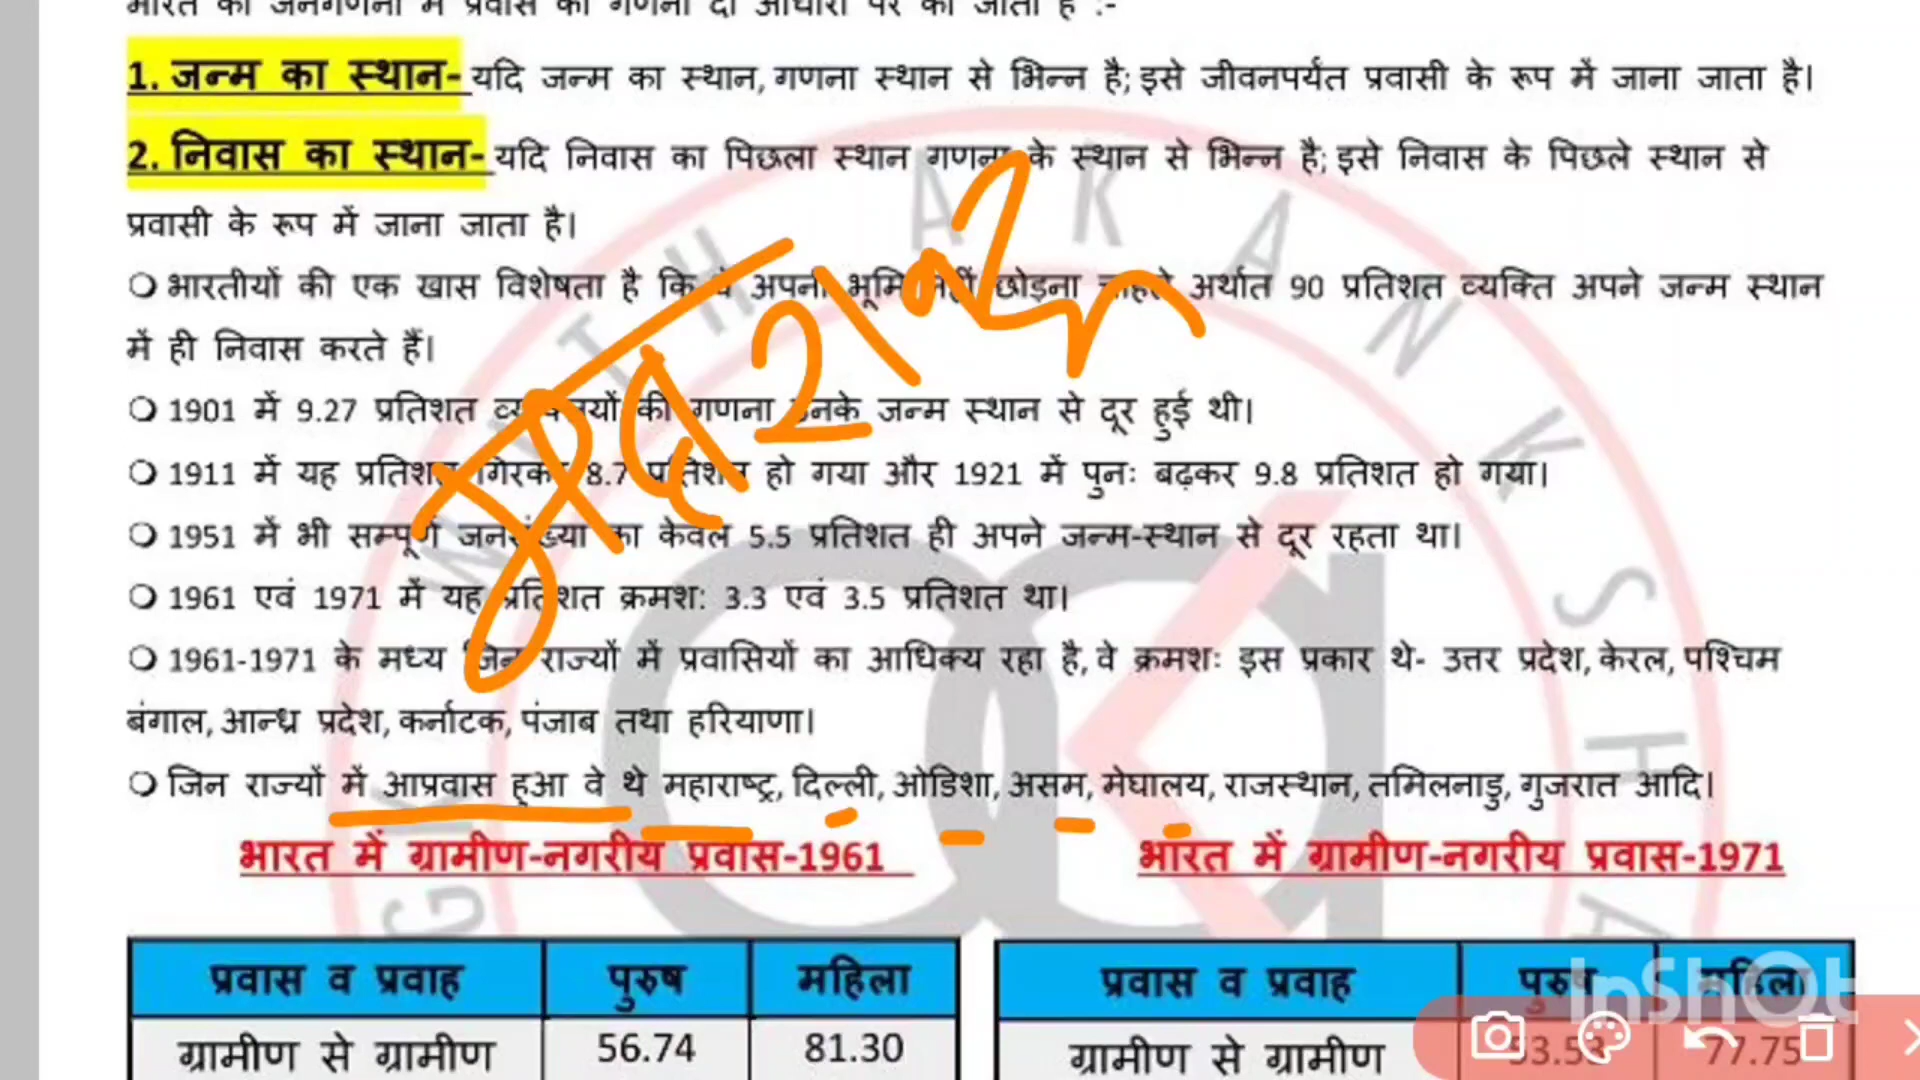 भारत की जनगणना में प्रवास की गणना दो आधारों पर की जाती है :-
1. जन्म का स्थान- यदि जन्म का स्थान, गणना स्थान से भिन्न है; इसे जीवनपर्यंत प्रवासी के रूप में जाना जाता है।
2. निवास का स्थान- यदि निवास का पिछला स्थान गणना के स्थान से भिन्न है; इसे निवास के पिछले स्थान से
प्रवासी के रूप में जाना जाता है।
❍ भारतीयों की एक खास विशेषता है कि वे अपनी भूमि नहीं छोड़ना चाहते अर्थात 90 प्रतिशत व्यक्ति अपने जन्म स्थान
में ही निवास करते हैं।
❍ 1901 में 9.27 प्रतिशत की गणना उनके जन्म स्थान से दूर हुई थी।
❍ 1911 में यह प्रतिशत गिरकर 8.7 प्रतिशत हो गया और 1921 में पुनः बढ़कर 9.8 प्रतिशत हो गया।
❍ 1951 में भी सम्पूर्ण जनसंख्या का केवल 5.5 प्रतिशत ही अपने जन्म-स्थान से दूर रहता था।
❍ 1961 एवं 1971 में यह प्रतिशत क्रमश: 3.3 एवं 3.5 प्रतिशत था।
❍ 1961-1971 के मध्य जिन राज्यों में प्रवासियों का आधिक्य रहा है, वे क्रमशः इस प्रकार थे- उत्तर प्रदेश, केरल, पश्चिम
बंगाल, आन्ध्र प्रदेश, कर्नाटक, पंजाब तथा हरियाणा।
❍ जिन राज्यों में आप्रवास हुआ वे थे महाराष्ट्र, दिल्ली, ओडिशा, असम, मेघालय, राजस्थान, तमिलनाडु, गुजरात आदि।
भारत में ग्रामीण-नगरीय प्रवास-1961
भारत में ग्रामीण-नगरीय प्रवास-1971
प्रवास व प्रवाह पुरुष महिला
ग्रामीण से ग्रामीण 56.74 81.30
प्रवास व प्रवाह पुरुष महिला
ग्रामीण से ग्रामीण 53.53 77.75
InShOt